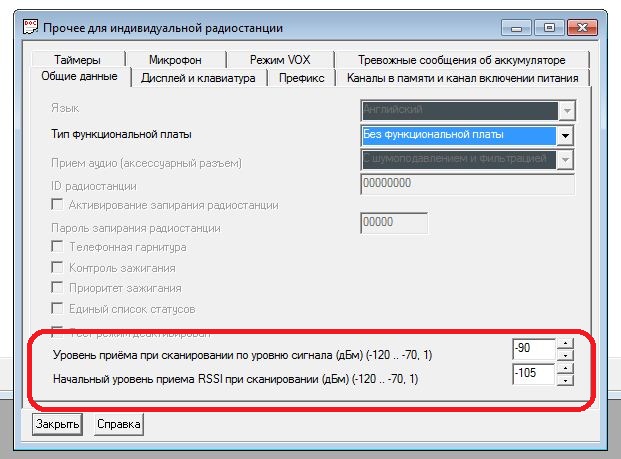 DOC Прочее для индивидуальной радиостанции
Таймеры Микрофон Режим VOX Тревожные сообщения об аккумуляторе
Общие данные Дисплей и клавиатура Префикс Каналы в памяти и канал включении питания
Язык Английский
Тип функциональной платы Без функциональной платы
Прием аудио (аксессуарный разъем) С шумоподавлением и фильтрацией
ID радиостанции 00000000
Активирование запирания радиостанции
Пароль запирания радиостанции 00000
Телефонная гарнитура
Контроль зажигания
Приоритет зажигания
Единый список статусов
Тест режим деактивирован
Уровень приёма при сканировании по уровню сигнала (дБм) (-120 .. -70, 1) -90
Начальный уровень приема RSSI при сканировании (дБм) (-120 .. -70, 1) -105
Закрыть Справка